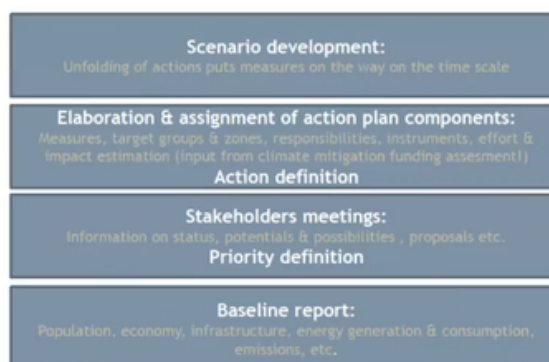 Scenario development:
Unfolding of actions puts measures on the way on the time scale
Elaboration & assignment of action plan components:
Measures, target groups & zones, responsibilities, instruments, effort &
impact estimation (input from climate mitigation funding assesment!)
Action definition
Stakeholders meetings:
Information on status, potentials & possibilities , proposals etc.
Priority definition
Baseline report:
Population, economy, infrastructure, energy generation & consumption,
emissions, etc.